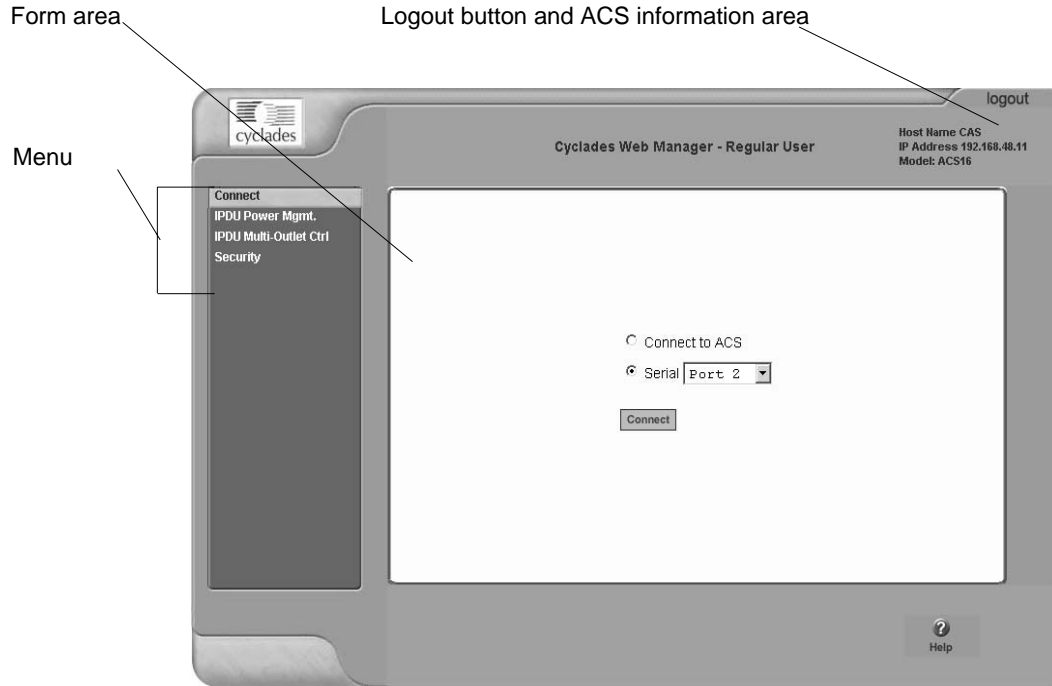 Form area
Logout button and ACS information area
logout
cyclades
Cyclades Web Manager - Regular User
Host Name CAS
IP Address 192.168.48.11
Model: ACS16
Menu
Connect
IPDU Power Mgmt.
IPDU Multi-Outlet Ctrl
Security
Connect to ACS
Serial Port 2
Connect
?
Help